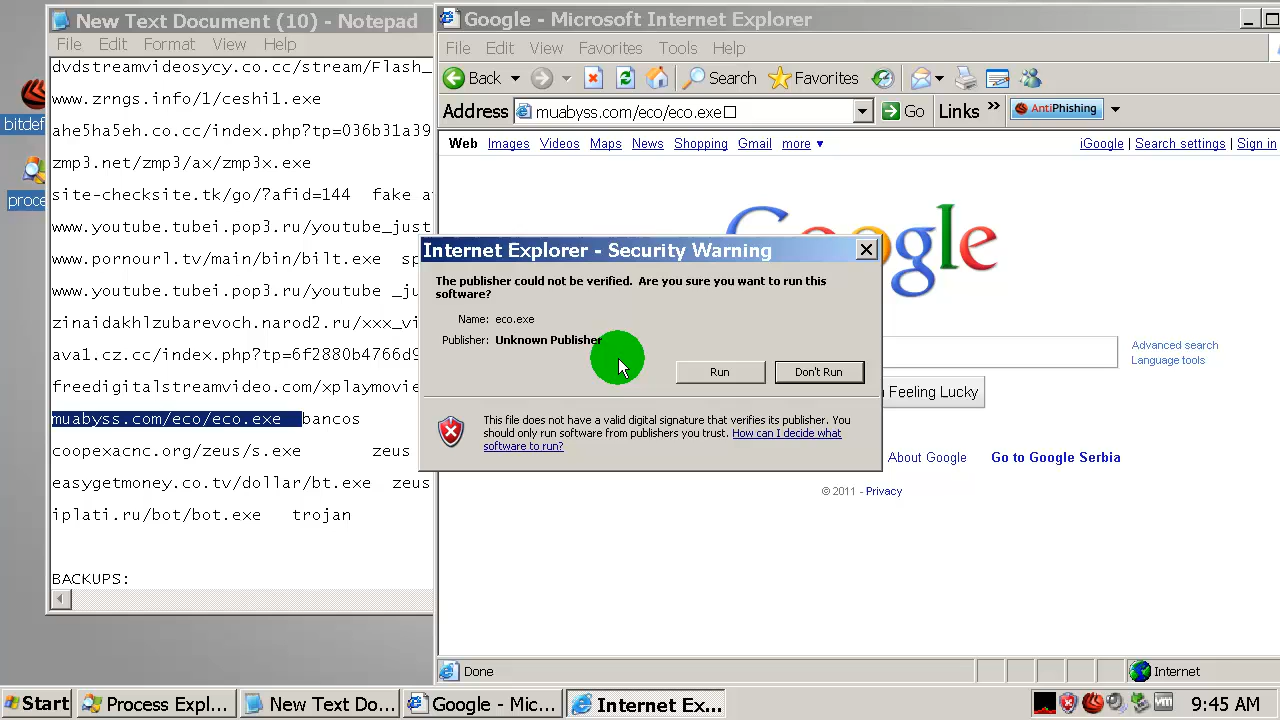 New Text Document (10) - Notepad
File Edit Format View Help
dvdstreamvideosycy.co.cc/stream/Flash_
www.zrngs.info/1/ceshi1.exe
ahe5ha5eh.co.cc/index.php?tp=036b31a39
zmp3.net/zmp3/ax/zmp3x.exe
site-checksite.tk/go/?afid=144 fake a
www.youtube.tubei.pop3.ru/youtube_just
www.pornourl.tv/main/bin/bilt.exe sp
www.youtube.tubei.pop3.ru/youtube _ju
zinaidakhlzubarevoch.narod2.ru/xxx_vi
ava1.cz.cc/index.php?tp=6f2880b4766d9
freedigitalstreamvideo.com/xplaymovie
muabyss.com/eco/eco.exe bancos
coopexacnc.org/zeus/s.exe zeus
easygetmoney.co.tv/dollar/bt.exe zeus
iplati.ru/bot/bot.exe trojan
BACKUPS:
bitdef
proce
Google - Microsoft Internet Explorer
File Edit View Favorites Tools Help
Back Search Favorites
Address muabyss.com/eco/eco.exe Go Links » AntiPhishing
Web Images Videos Maps News Shopping Gmail more ▼ iGoogle | Search settings | Sign in
Google
Advanced search
Language tools
Feeling Lucky
About Google Go to Google Serbia
© 2011 - Privacy
Internet Explorer - Security Warning
The publisher could not be verified. Are you sure you want to run this
software?
Name: eco.exe
Publisher: Unknown Publisher
Run Don't Run
This file does not have a valid digital signature that verifies its publisher. You
should only run software from publishers you trust. How can I decide what
software to run?
Done Internet
Start Process Expl... New Text Do... Google - Mic... Internet Ex... 9:45 AM